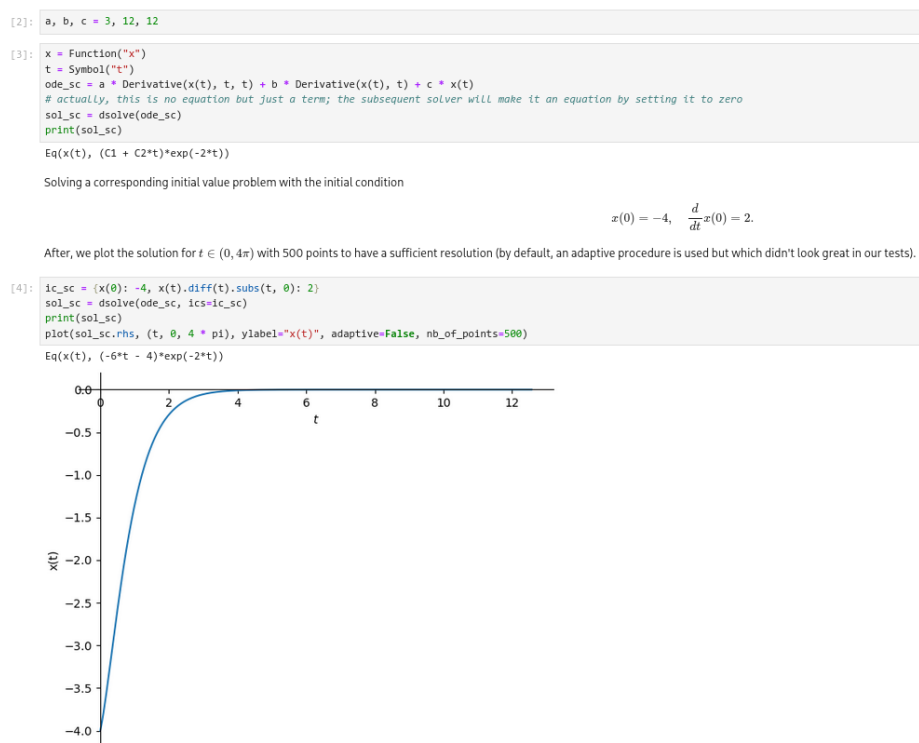 [2]: a, b, c = 3, 12, 12
[3]: x = Function("x")
t = Symbol("t")
ode_sc = a * Derivative(x(t), t, t) + b * Derivative(x(t), t) + c * x(t)
# actually, this is no equation but just a term; the subsequent solver will make it an equation by setting it to zero
sol_sc = dsolve(ode_sc)
print(sol_sc)
Eq(x(t), (C1 + C2*t)*exp(-2*t))
Solving a corresponding initial value problem with the initial condition
x(0) = −4, d/dt x(0) = 2.
After, we plot the solution for t ∈ (0, 4π) with 500 points to have a sufficient resolution (by default, an adaptive procedure is used but which didn't look great in our tests).
[4]: ic_sc = {x(0): -4, x(t).diff(t).subs(t, 0): 2}
sol_sc = dsolve(ode_sc, ics=ic_sc)
print(sol_sc)
plot(sol_sc.rhs, (t, 0, 4 * pi), ylabel="x(t)", adaptive=False, nb_of_points=500)
Eq(x(t), (-6*t - 4)*exp(-2*t))
0.0
0 2 4 6 8 10 12
t
−0.5
−1.0
−1.5
x(t)
−2.0
−2.5
−3.0
−3.5
−4.0